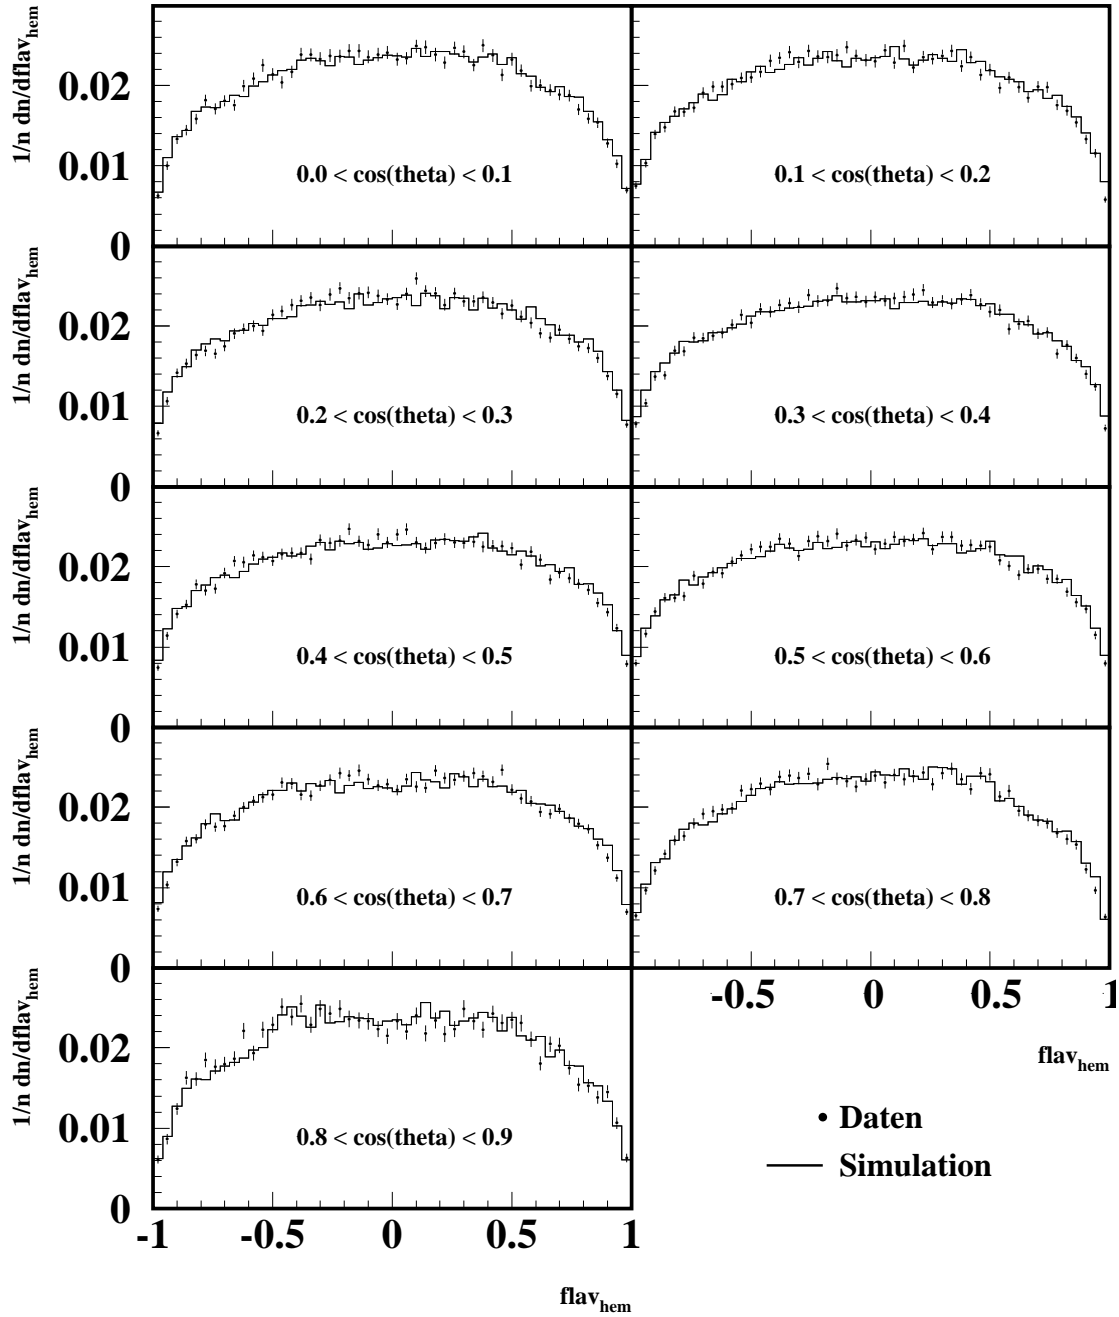 1/n dn/dflav_hem
0.02
0.01
0
0.0 < cos(theta) < 0.1
0.1 < cos(theta) < 0.2
1/n dn/dflav_hem
0.02
0.01
0
0.2 < cos(theta) < 0.3
0.3 < cos(theta) < 0.4
1/n dn/dflav_hem
0.02
0.01
0
0.4 < cos(theta) < 0.5
0.5 < cos(theta) < 0.6
1/n dn/dflav_hem
0.02
0.01
0
0.6 < cos(theta) < 0.7
0.7 < cos(theta) < 0.8
-0.5 0 0.5 1
flav_hem
1/n dn/dflav_hem
0.02
0.01
0
0.8 < cos(theta) < 0.9
-1 -0.5 0 0.5 1
flav_hem
Daten
Simulation